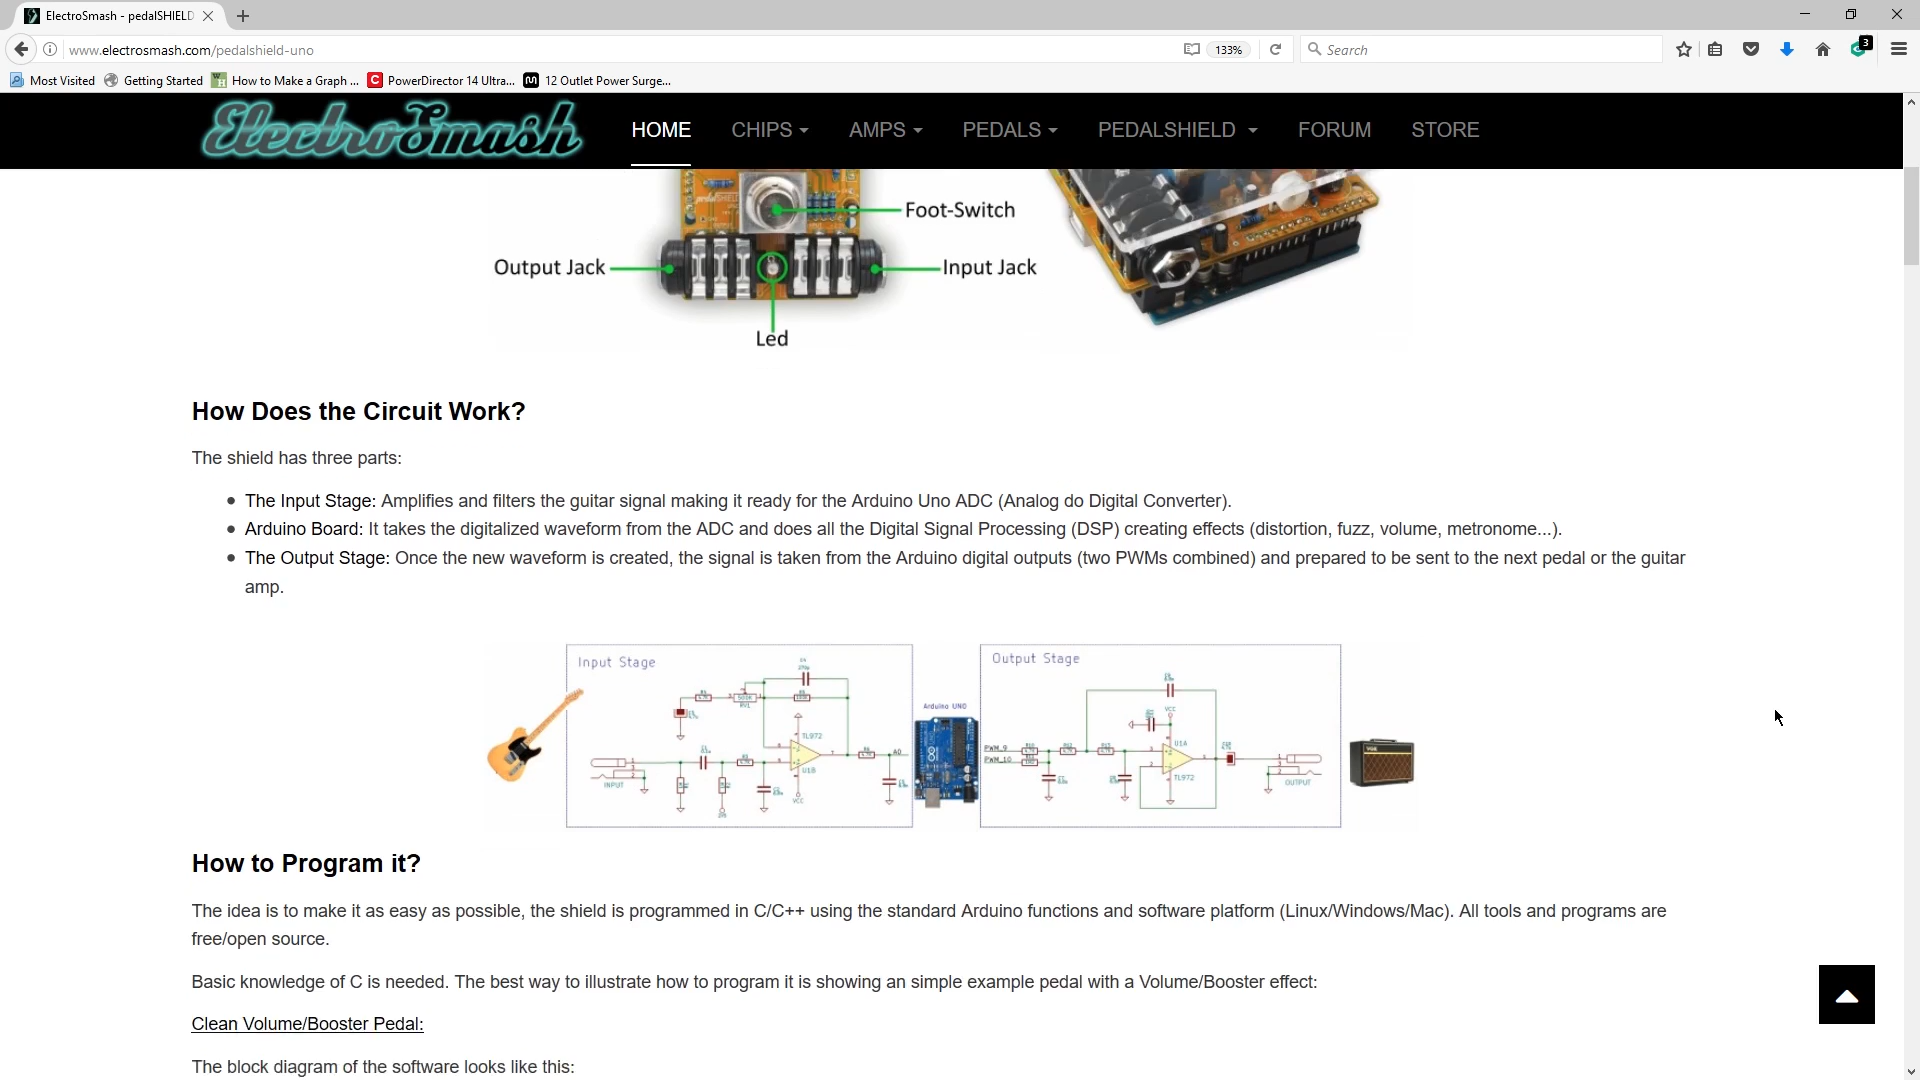 ElectroSmash - pedalSHIELD
www.electrosmash.com/pedalshield-uno
133%
Search
3
Most Visited
Getting Started
How to Make a Graph ...
PowerDirector 14 Ultra...
12 Outlet Power Surge...
ElectroSmash
HOME
CHIPS
AMPS
PEDALS
PEDALSHIELD
FORUM
STORE
Foot-Switch
Output Jack
Input Jack
Led
How Does the Circuit Work?
The shield has three parts:
The Input Stage: Amplifies and filters the guitar signal making it ready for the Arduino Uno ADC (Analog do Digital Converter).
Arduino Board: It takes the digitalized waveform from the ADC and does all the Digital Signal Processing (DSP) creating effects (distortion, fuzz, volume, metronome...).
The Output Stage: Once the new waveform is created, the signal is taken from the Arduino digital outputs (two PWMs combined) and prepared to be sent to the next pedal or the guitar
amp.
Input Stage
Output Stage
Arduino UNO
TL972
U1B
VCC
INPUT
A0
PWM_9
PWM_10
VCC
U1A
TL972
OUTPUT
VOX
How to Program it?
The idea is to make it as easy as possible, the shield is programmed in C/C++ using the standard Arduino functions and software platform (Linux/Windows/Mac). All tools and programs are
free/open source.
Basic knowledge of C is needed. The best way to illustrate how to program it is showing an simple example pedal with a Volume/Booster effect:
Clean Volume/Booster Pedal:
The block diagram of the software looks like this: